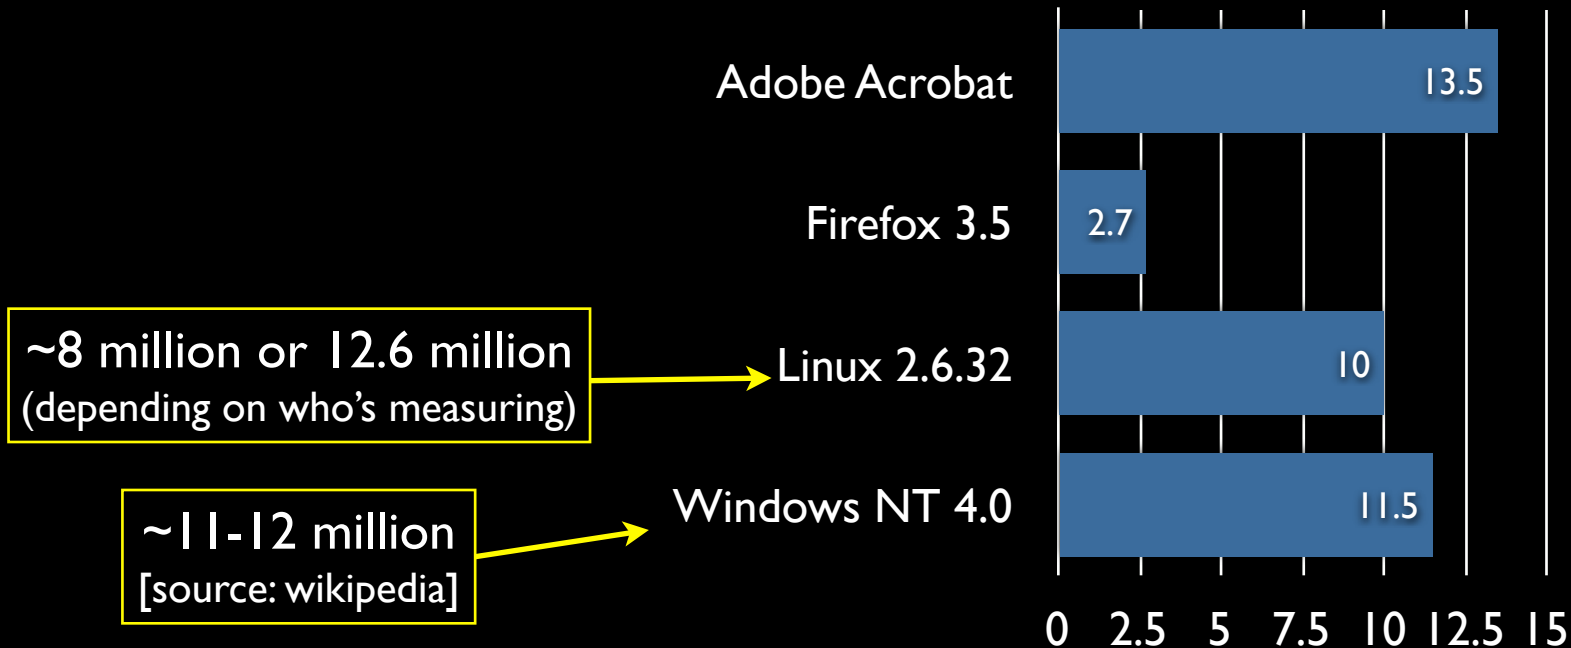 Adobe Acrobat
13.5
Firefox 3.5
2.7
~8 million or 12.6 million
(depending on who's measuring)
Linux 2.6.32
10
~11-12 million
[source: wikipedia]
Windows NT 4.0
11.5
0 2.5 5 7.5 10 12.5 15